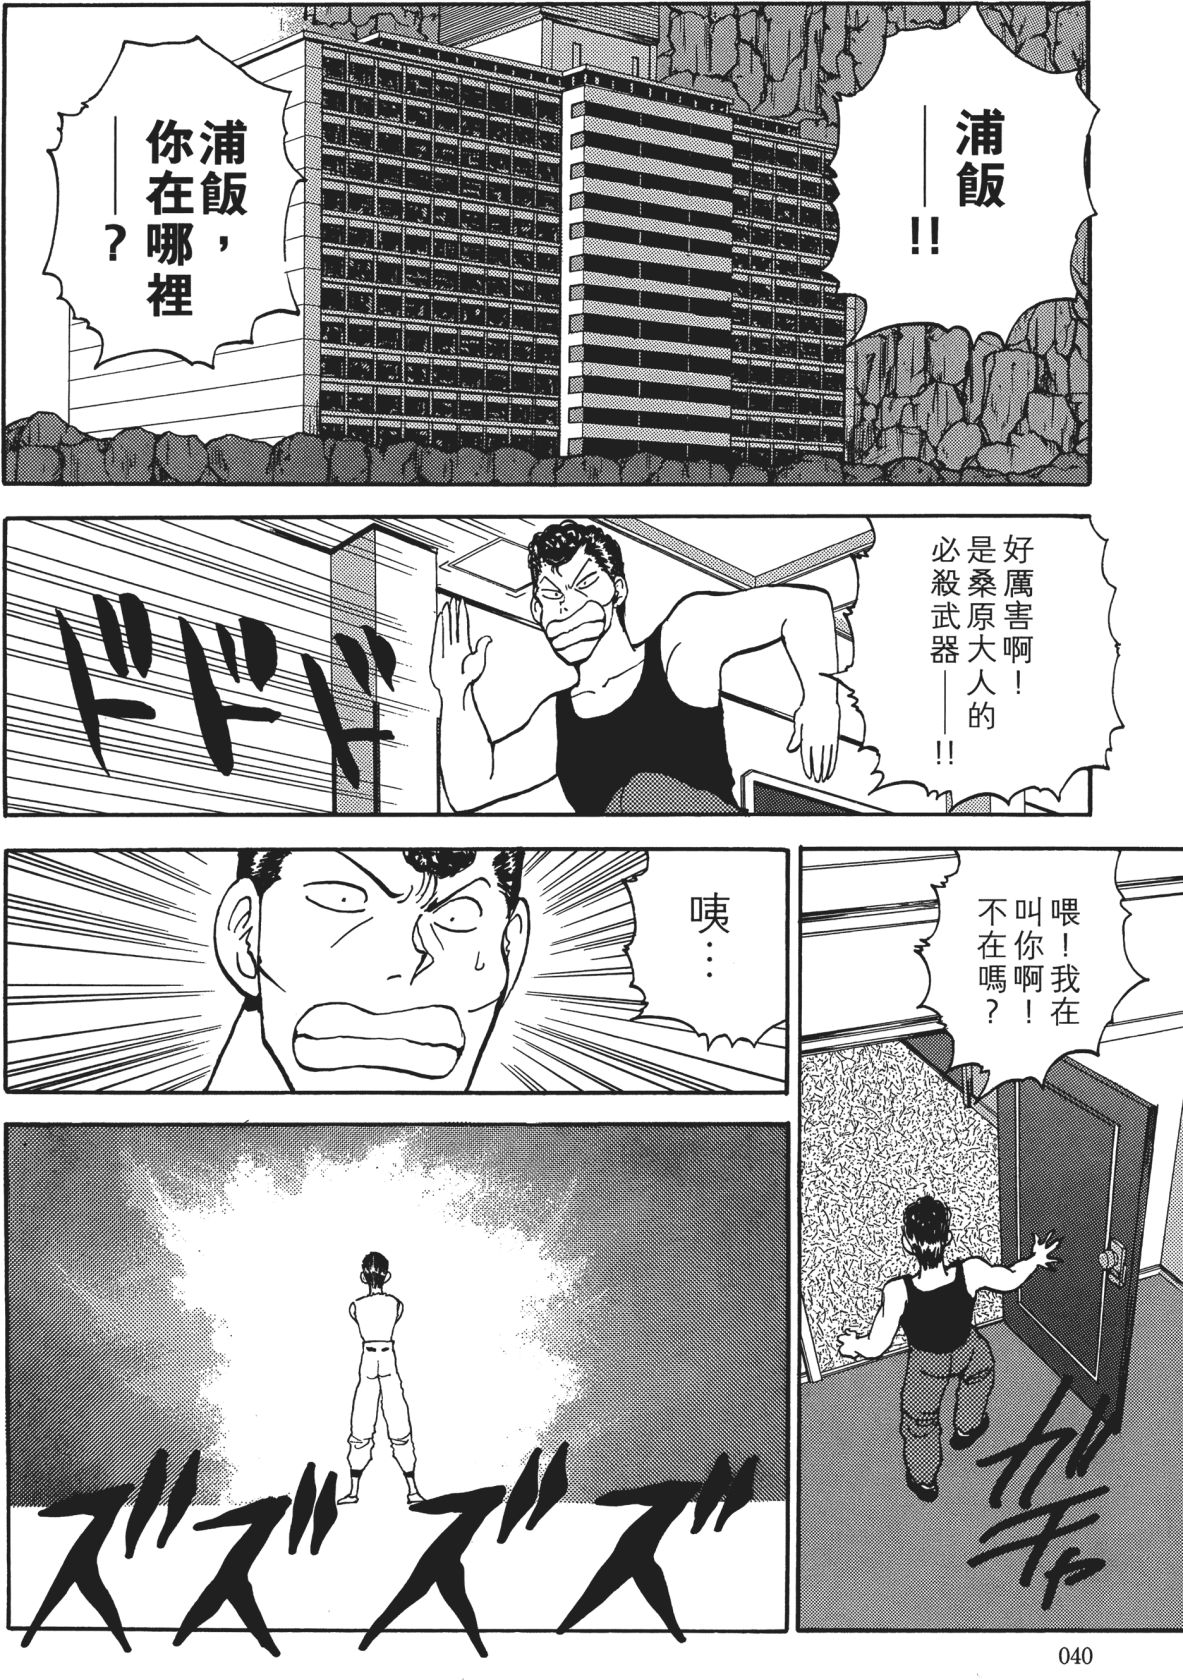 浦飯
——!!
浦飯，
你在哪裡
——？
好厲害啊！
是桑原大人的
必殺武器——!!
ドドド
喂！我在
叫你啊！
不在嗎？
ガチャ
咦…
ズズズズ
040